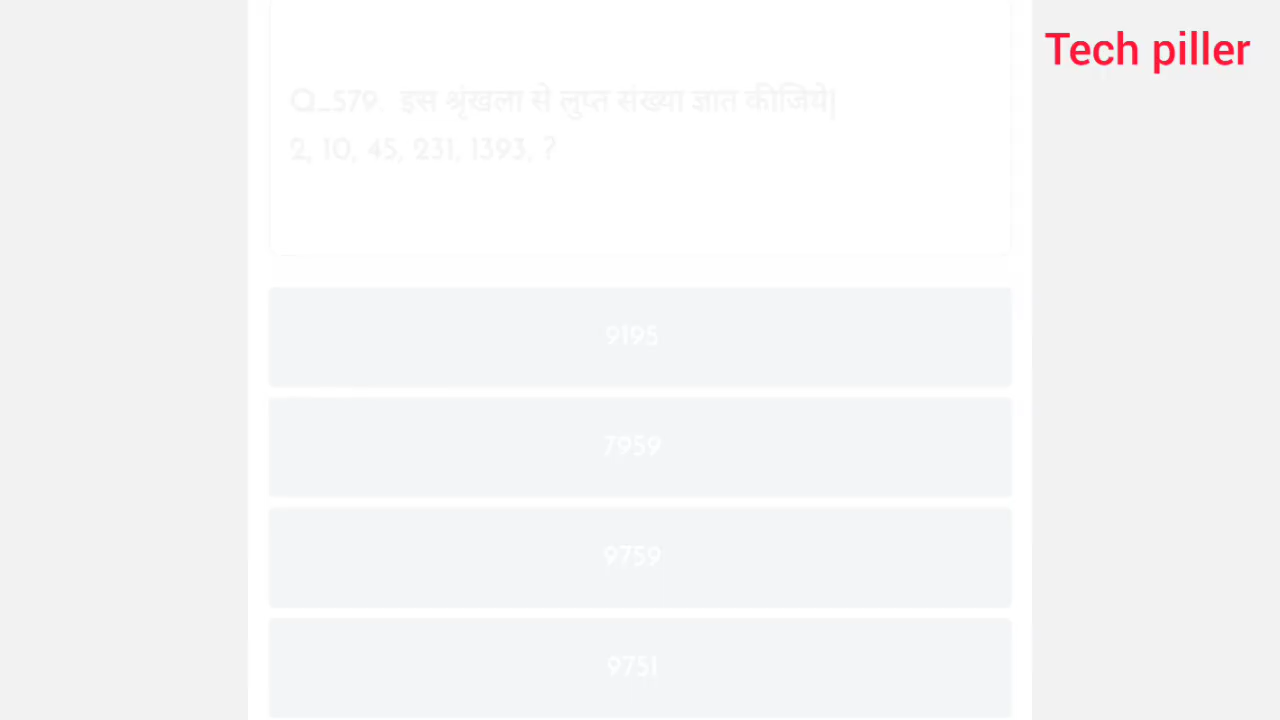 Tech piller
Q_579. इस श्रृंखला से लुप्त संख्या ज्ञात कीजिये|
2, 10, 45, 231, 1393, ?
9195
7959
9759
9751